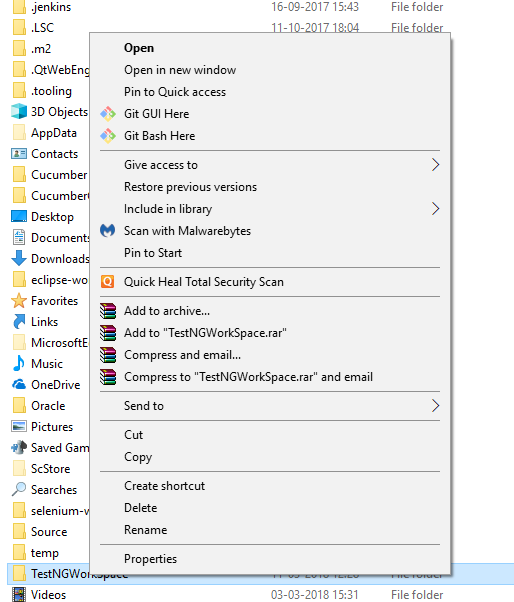 .jenkins 16-09-2017 15:43 File folder
.LSC 11-10-2017 18:04 File folder
.m2
Open
.QtWebEng
Open in new window
.tooling
Pin to Quick access
3D Objects
Git GUI Here
AppData
Git Bash Here
Contacts
Cucumber
Give access to
Cucumber
Restore previous versions
Desktop
Include in library
Documents
Scan with Malwarebytes
Downloads
Pin to Start
eclipse-wo
Quick Heal Total Security Scan
Favorites
Add to archive...
Links
Add to "TestNGWorkSpace.rar"
MicrosoftE
Compress and email...
Music
Compress to "TestNGWorkSpace.rar" and email
OneDrive
Oracle
Send to
Pictures
Cut
Saved Gam
Copy
ScStore
Searches
Create shortcut
selenium-w
Delete
Source
Rename
temp
Properties
TestNGWorkSpace File folder
Videos 03-03-2018 15:31 File folder